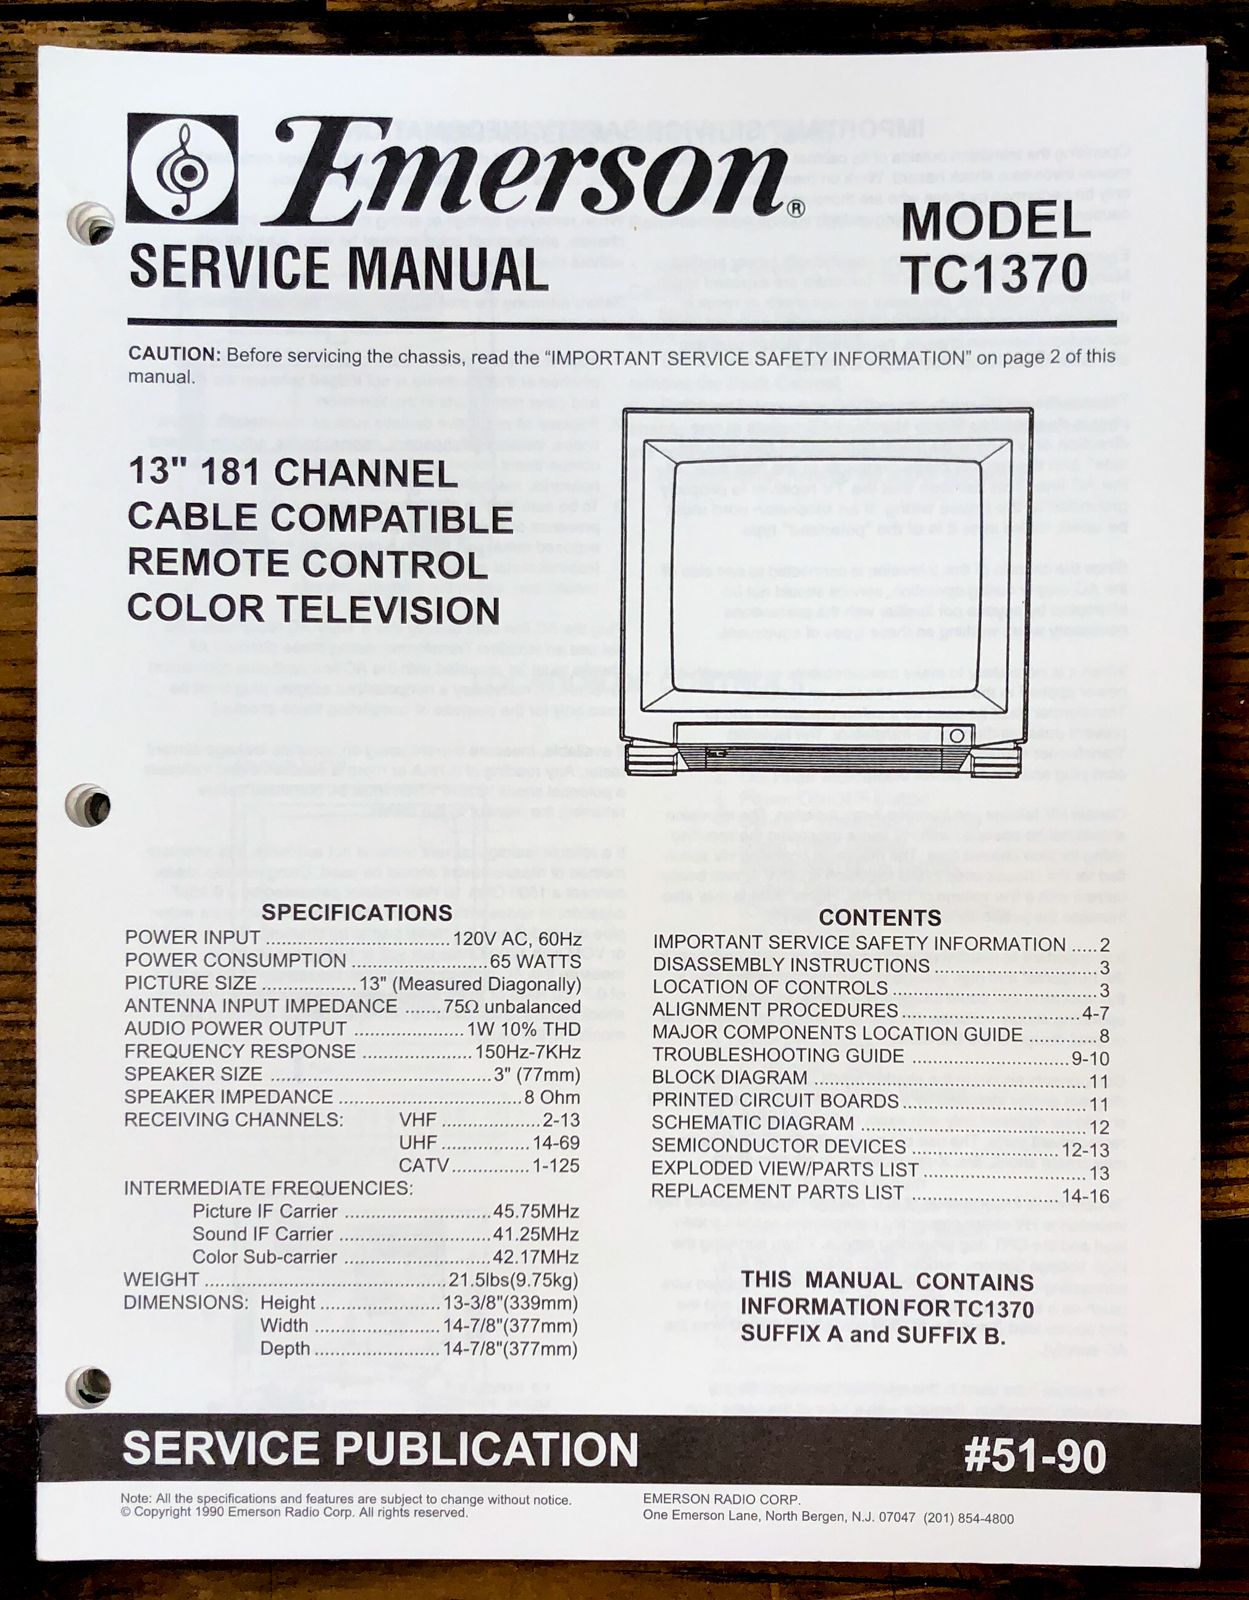 Emerson®
SERVICE MANUAL
MODEL
TC1370
CAUTION: Before servicing the chassis, read the “IMPORTANT SERVICE SAFETY INFORMATION” on page 2 of this
manual.
13" 181 CHANNEL
CABLE COMPATIBLE
REMOTE CONTROL
COLOR TELEVISION
SPECIFICATIONS
POWER INPUT ................................... 120V AC, 60Hz
POWER CONSUMPTION .......................... 65 WATTS
PICTURE SIZE .................. 13" (Measured Diagonally)
ANTENNA INPUT IMPEDANCE ....... 75Ω unbalanced
AUDIO POWER OUTPUT ..................... 1W 10% THD
FREQUENCY RESPONSE ..................... 150Hz-7KHz
SPEAKER SIZE .......................................... 3" (77mm)
SPEAKER IMPEDANCE .................................... 8 Ohm
RECEIVING CHANNELS: VHF ................... 2-13
UHF ................. 14-69
CATV ............... 1-125
INTERMEDIATE FREQUENCIES:
Picture IF Carrier ............................ 45.75MHz
Sound IF Carrier ............................. 41.25MHz
Color Sub-carrier ............................ 42.17MHz
WEIGHT ............................................... 21.5lbs(9.75kg)
DIMENSIONS: Height ....................... 13-3/8"(339mm)
Width ........................ 14-7/8"(377mm)
Depth ........................ 14-7/8"(377mm)
CONTENTS
IMPORTANT SERVICE SAFETY INFORMATION ..... 2
DISASSEMBLY INSTRUCTIONS ............................... 3
LOCATION OF CONTROLS ....................................... 3
ALIGNMENT PROCEDURES .................................. 4-7
MAJOR COMPONENTS LOCATION GUIDE ............. 8
TROUBLESHOOTING GUIDE .............................. 9-10
BLOCK DIAGRAM .................................................... 11
PRINTED CIRCUIT BOARDS ................................... 11
SCHEMATIC DIAGRAM ............................................ 12
SEMICONDUCTOR DEVICES ............................ 12-13
EXPLODED VIEW/PARTS LIST ................................ 13
REPLACEMENT PARTS LIST ............................ 14-16
THIS MANUAL CONTAINS
INFORMATION FOR TC1370
SUFFIX A and SUFFIX B.
SERVICE PUBLICATION #51-90
Note: All the specifications and features are subject to change without notice.
© Copyright 1990 Emerson Radio Corp. All rights reserved.
EMERSON RADIO CORP.
One Emerson Lane, North Bergen, N.J. 07047 (201) 854-4800